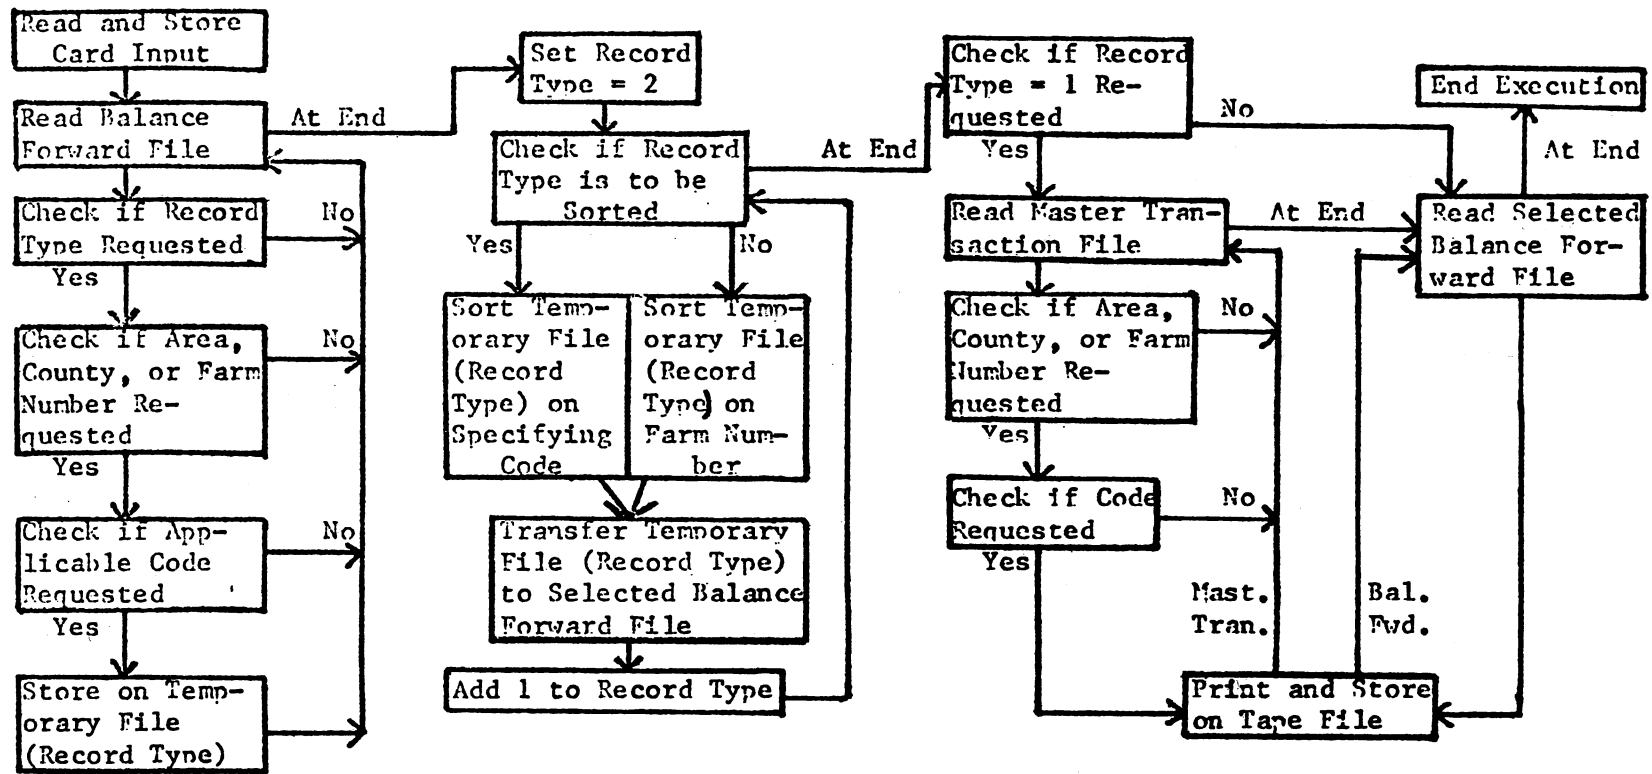 Read and Store
Card Input
Read Balance
Forward File
At End
Check if Record
Type Requested
No
Yes
Check if Area,
County, or Farm
Number Re-
quested
No
Yes
Check if App-
licable Code
Requested
No
Yes
Store on Temp-
orary File
(Record Type)
Set Record
Type = 2
Check if Record
Type is to be
Sorted
At End
Yes
No
Sort Temp-
orary File
(Record
Type) on
Specifying
Code
Sort Temp-
orary File
(Record
Type) on
Farm Num-
ber
Transfer Temporary
File (Record Type)
to Selected Balance
Forward File
Add 1 to Record Type
Check if Record
Type = 1 Re-
quested
No
Yes
Read Master Tran-
saction File
At End
Check if Area,
County, or Farm
Number Re-
quested
No
Yes
Check if Code
Requested
No
Yes
Mast.
Tran.
Bal.
Fwd.
Print and Store
on Tape File
End Execution
At End
Read Selected
Balance For-
ward File